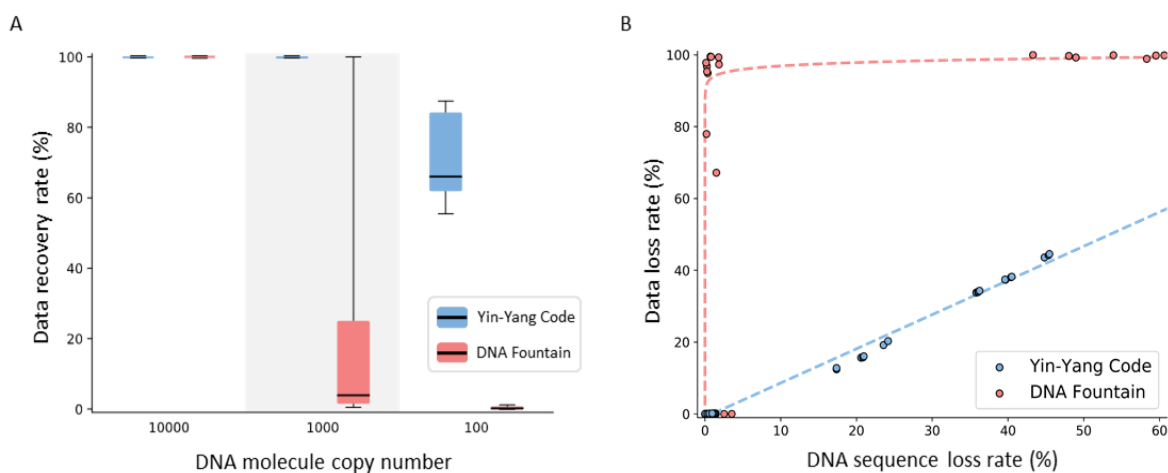 A
Data recovery rate (%)
100
80
60
40
20
0
10000
1000
100
DNA molecule copy number
Yin-Yang Code
DNA Fountain
B
Data loss rate (%)
100
80
60
40
20
0
0
10
20
30
40
50
60
DNA sequence loss rate (%)
Yin-Yang Code
DNA Fountain